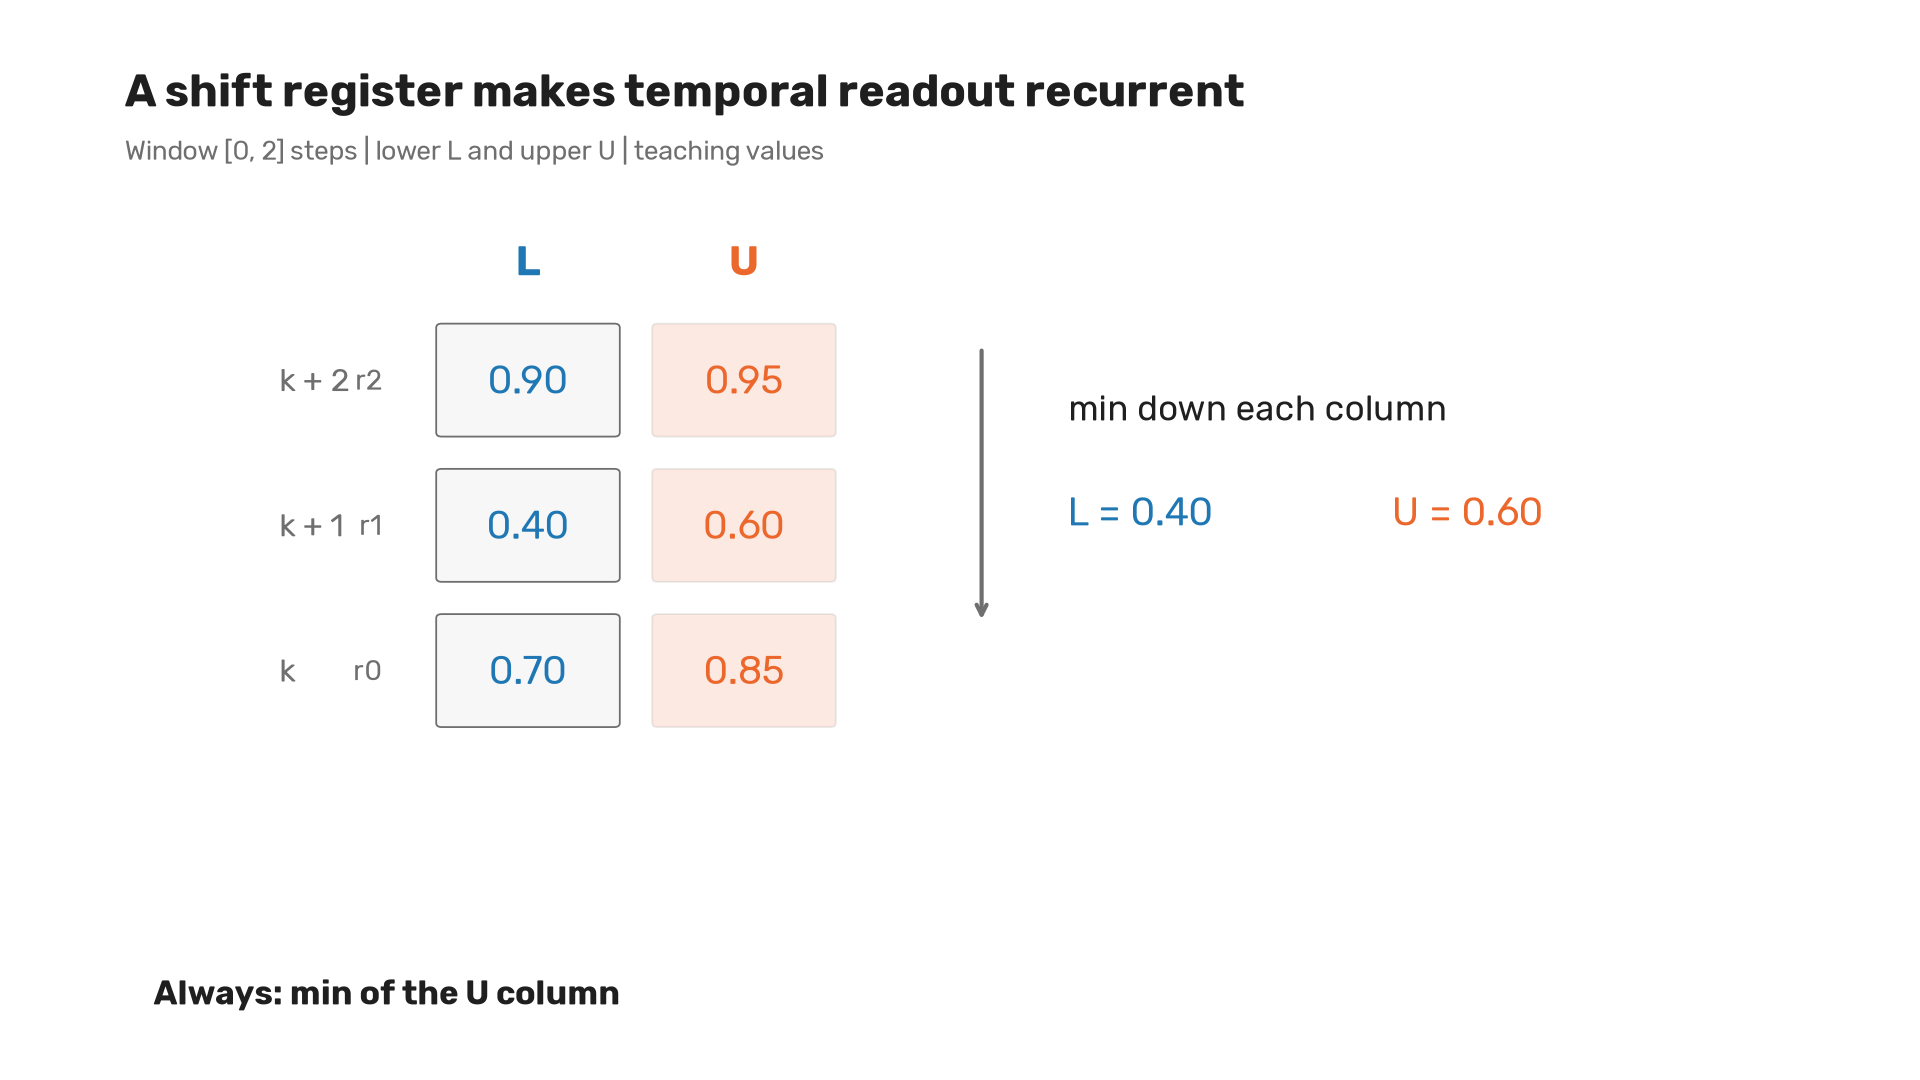 A shift register makes temporal readout recurrent
Window [0, 2] steps | lower L and upper U | teaching values
L U
k + 2 r2 0.90 0.95
k + 1 r1 0.40 0.60
k r0 0.70 0.85
min down each column
L = 0.40 U = 0.60
Always: min of the U column